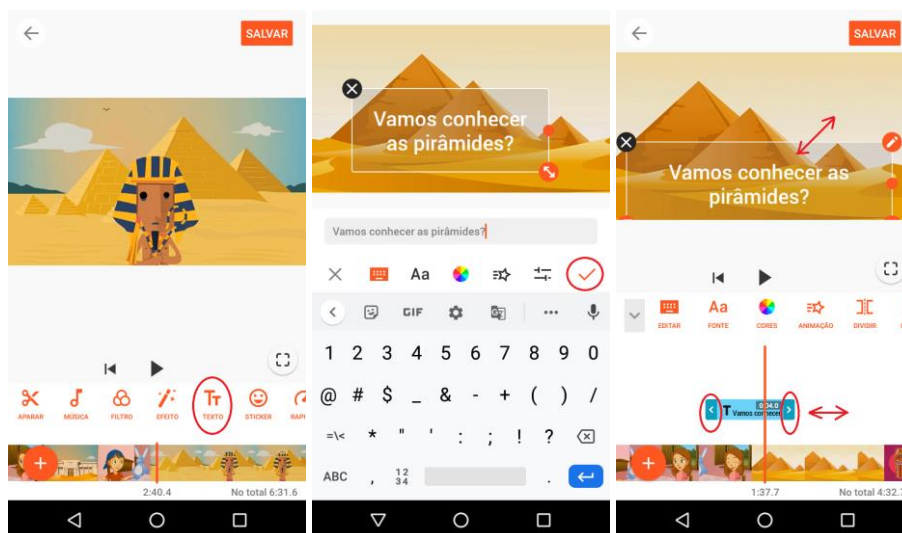 SALVAR
APARAR
MÚSICA
FILTRO
EFEITO
TEXTO
STICKER
2:40.4
No total 6:31.6
Vamos conhecer
as pirâmides?
Vamos conhecer as pirâmides?
Aa
GIF
1 2 3 4 5 6 7 8 9 0
@ # $ _ & - + ( ) /
=\< * " ' : ; ! ?
ABC , 12 34 .
SALVAR
Vamos conhecer as
pirâmides?
Aa
EDITAR
FONTE
CORES
ANIMAÇÃO
DIVIDIR
T
Vamos conhecer
1:37.7
No total 4:32.7